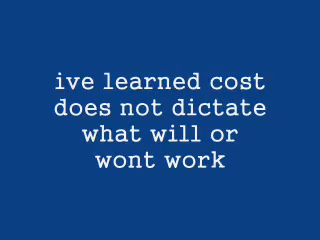 ive learned cost
does not dictate
what will or
wont work